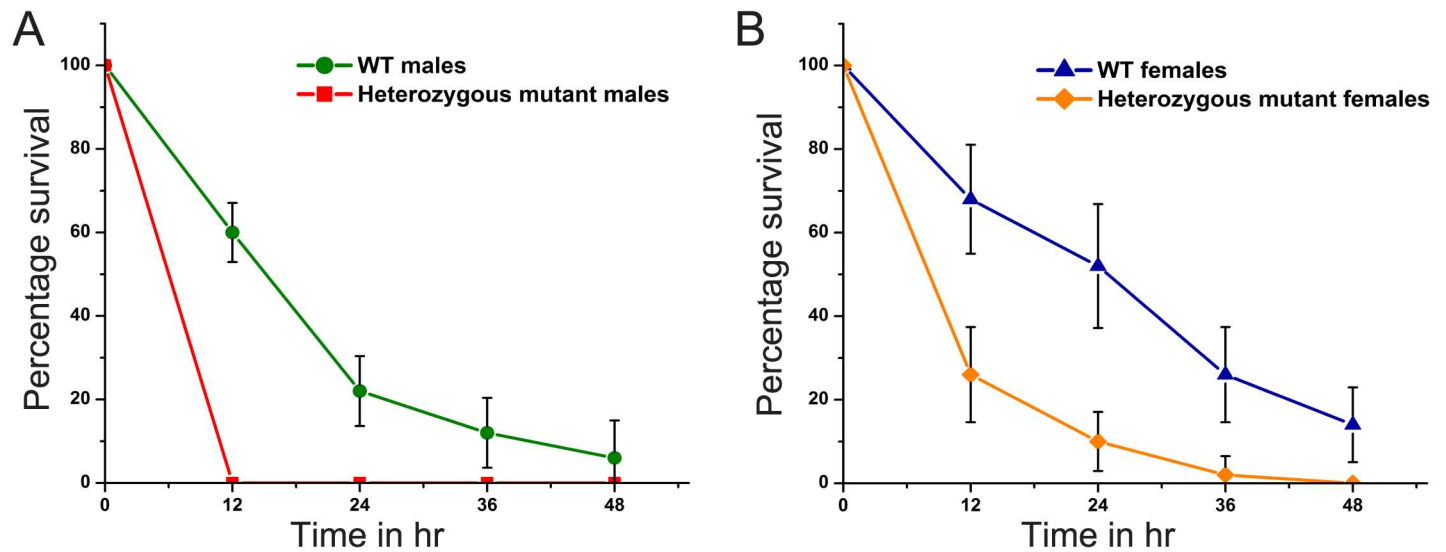 A
WT males
Heterozygous mutant males
Percentage survival
100
80
60
40
20
0
0 12 24 36 48
Time in hr
B
WT females
Heterozygous mutant females
Percentage survival
100
80
60
40
20
0
0 12 24 36 48
Time in hr